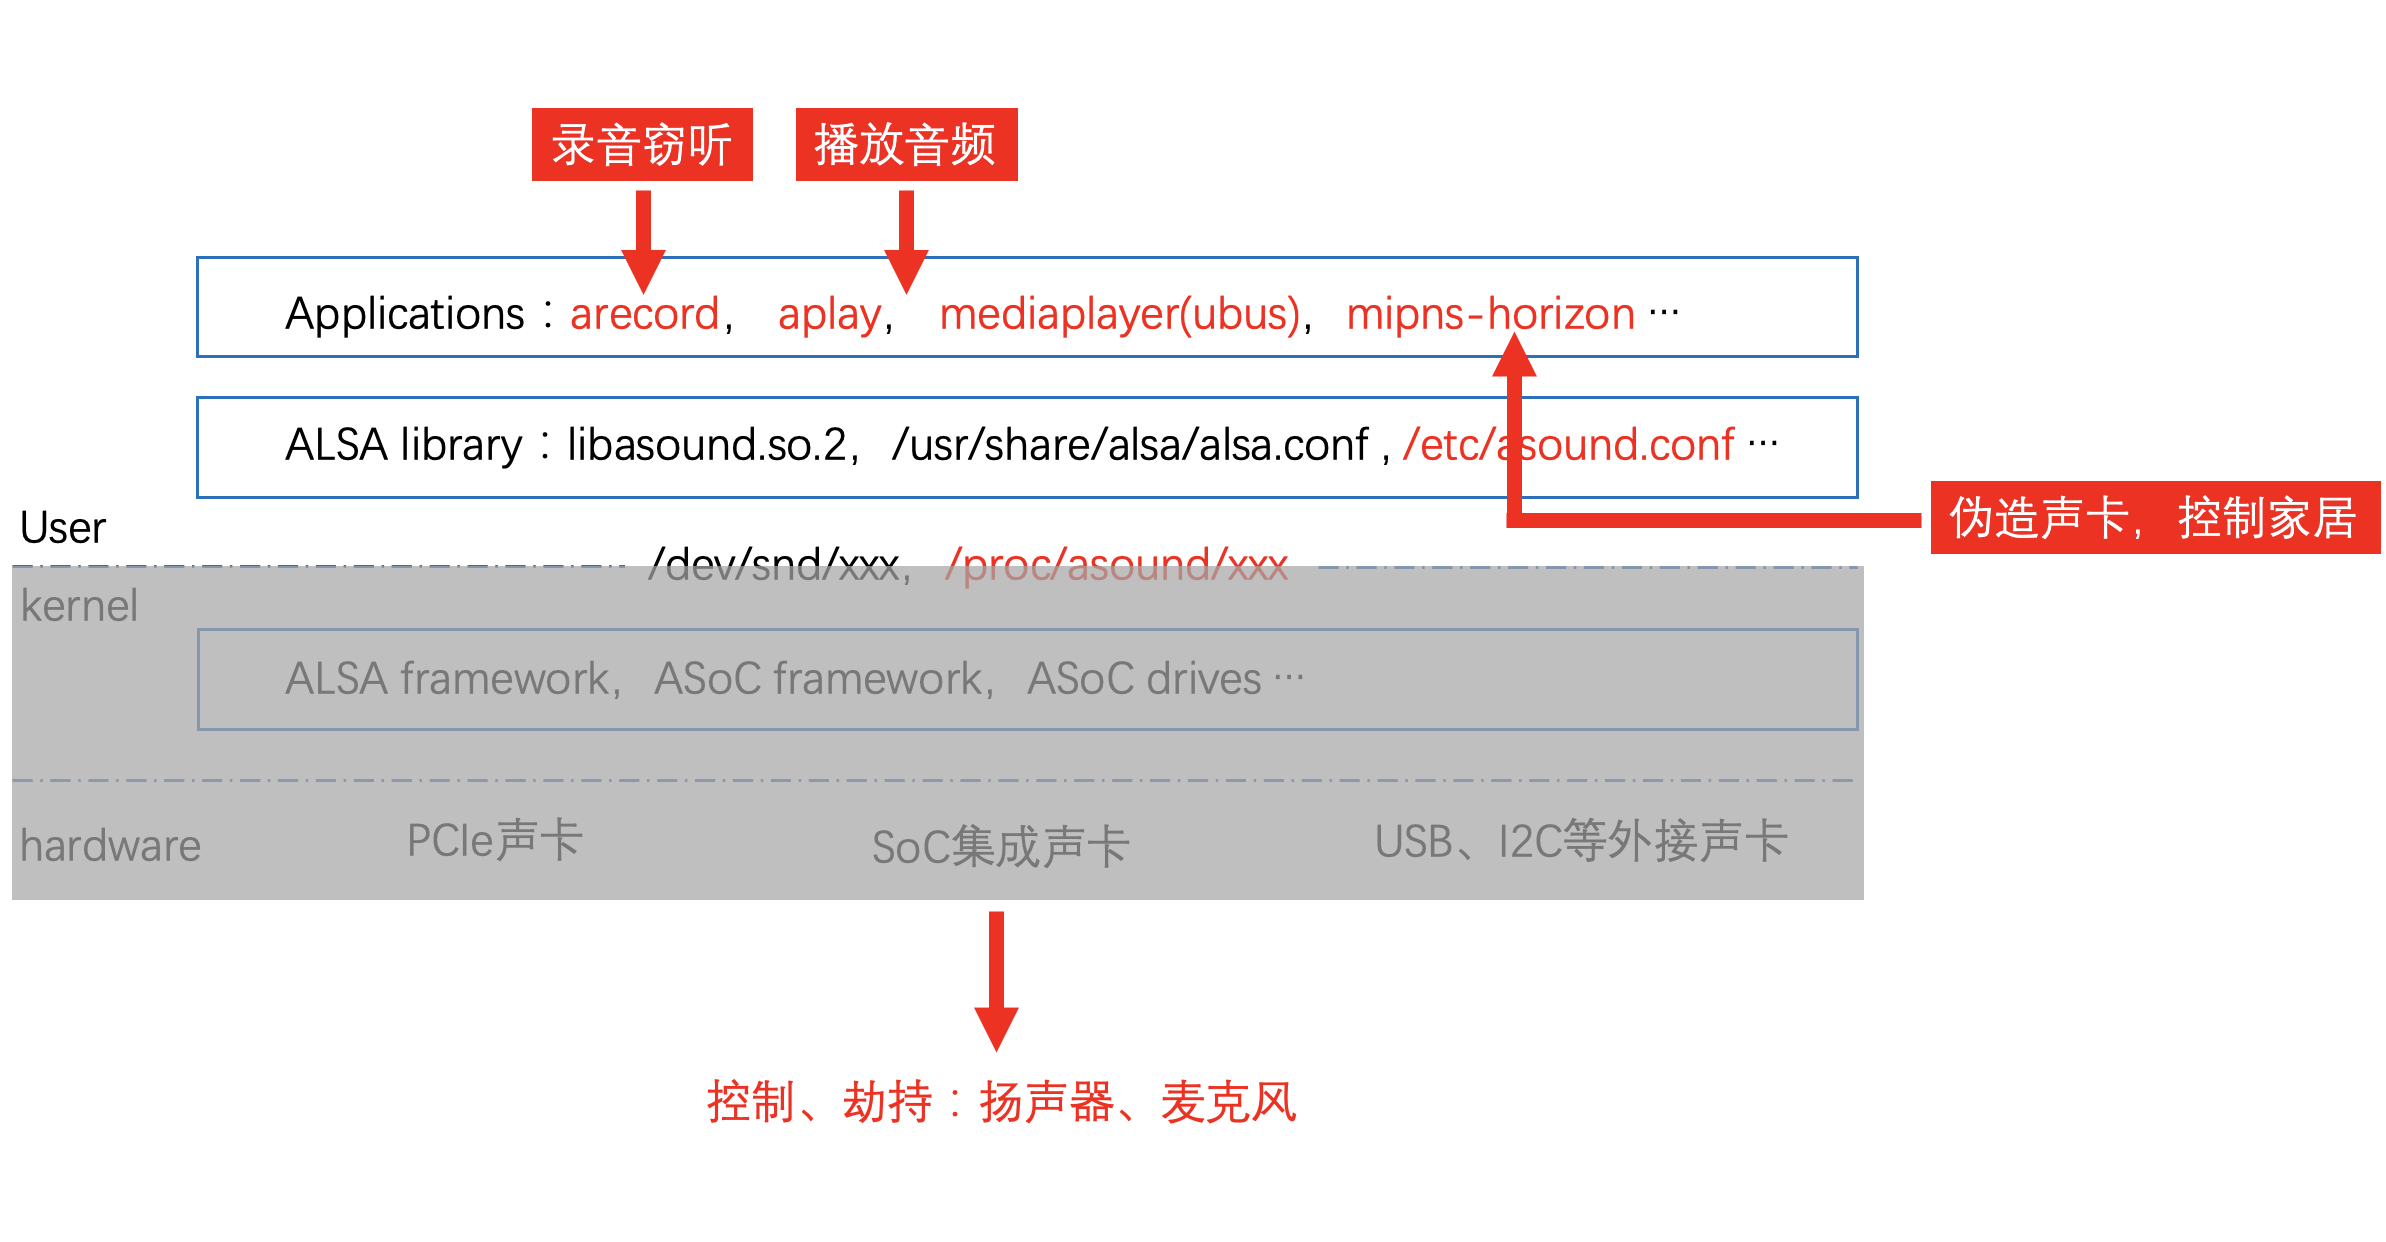 录音窃听 播放音频
Applications：arecord， aplay， mediaplayer(ubus)， mipns-horizon …
ALSA library：libasound.so.2， /usr/share/alsa/alsa.conf , /etc/asound.conf …
伪造声卡， 控制家居
User
/dev/snd/xxx， /proc/asound/xxx
kernel
ALSA framework， ASoC framework， ASoC drives …
hardware PCIe声卡 SoC集成声卡 USB、I2C等外接声卡
控制、劫持：扬声器、麦克风